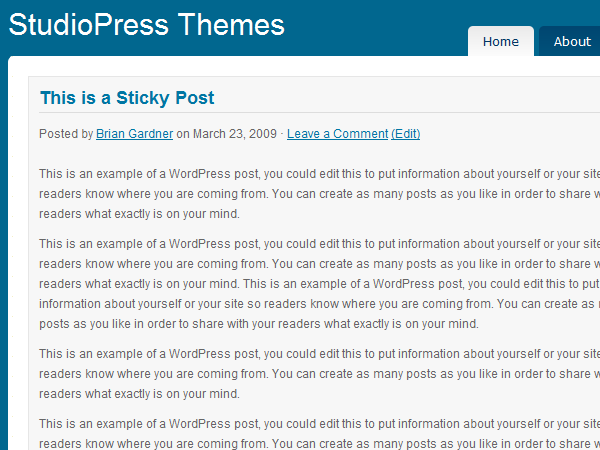 StudioPress Themes
Home About
This is a Sticky Post
Posted by Brian Gardner on March 23, 2009 · Leave a Comment (Edit)
This is an example of a WordPress post, you could edit this to put information about yourself or your site
readers know where you are coming from. You can create as many posts as you like in order to share w
readers what exactly is on your mind.
This is an example of a WordPress post, you could edit this to put information about yourself or your site
readers know where you are coming from. You can create as many posts as you like in order to share w
readers what exactly is on your mind. This is an example of a WordPress post, you could edit this to put
information about yourself or your site so readers know where you are coming from. You can create as
posts as you like in order to share with your readers what exactly is on your mind.
This is an example of a WordPress post, you could edit this to put information about yourself or your site
readers know where you are coming from. You can create as many posts as you like in order to share w
readers what exactly is on your mind.
This is an example of a WordPress post, you could edit this to put information about yourself or your site
readers know where you are coming from. You can create as many posts as you like in order to share w